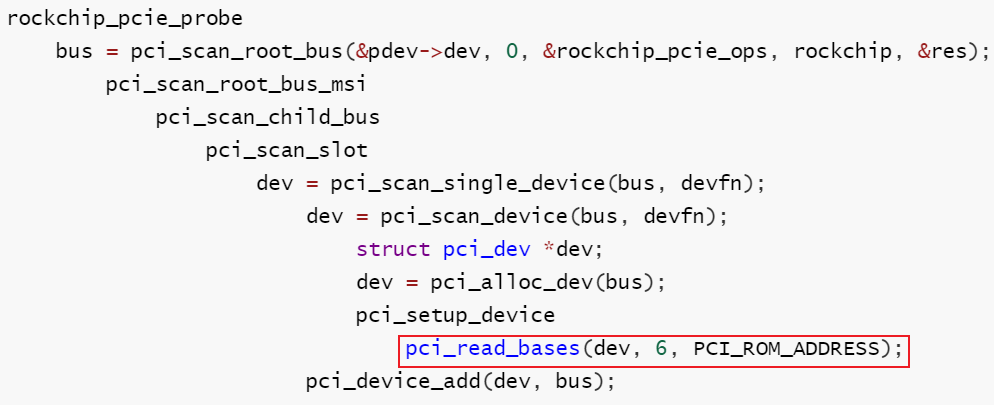 rockchip_pcie_probe
    bus = pci_scan_root_bus(&pdev->dev, 0, &rockchip_pcie_ops, rockchip, &res);
        pci_scan_root_bus_msi
            pci_scan_child_bus
                pci_scan_slot
                    dev = pci_scan_single_device(bus, devfn);
                        dev = pci_scan_device(bus, devfn);
                            struct pci_dev *dev;
                            dev = pci_alloc_dev(bus);
                            pci_setup_device
                                pci_read_bases(dev, 6, PCI_ROM_ADDRESS);
                        pci_device_add(dev, bus);